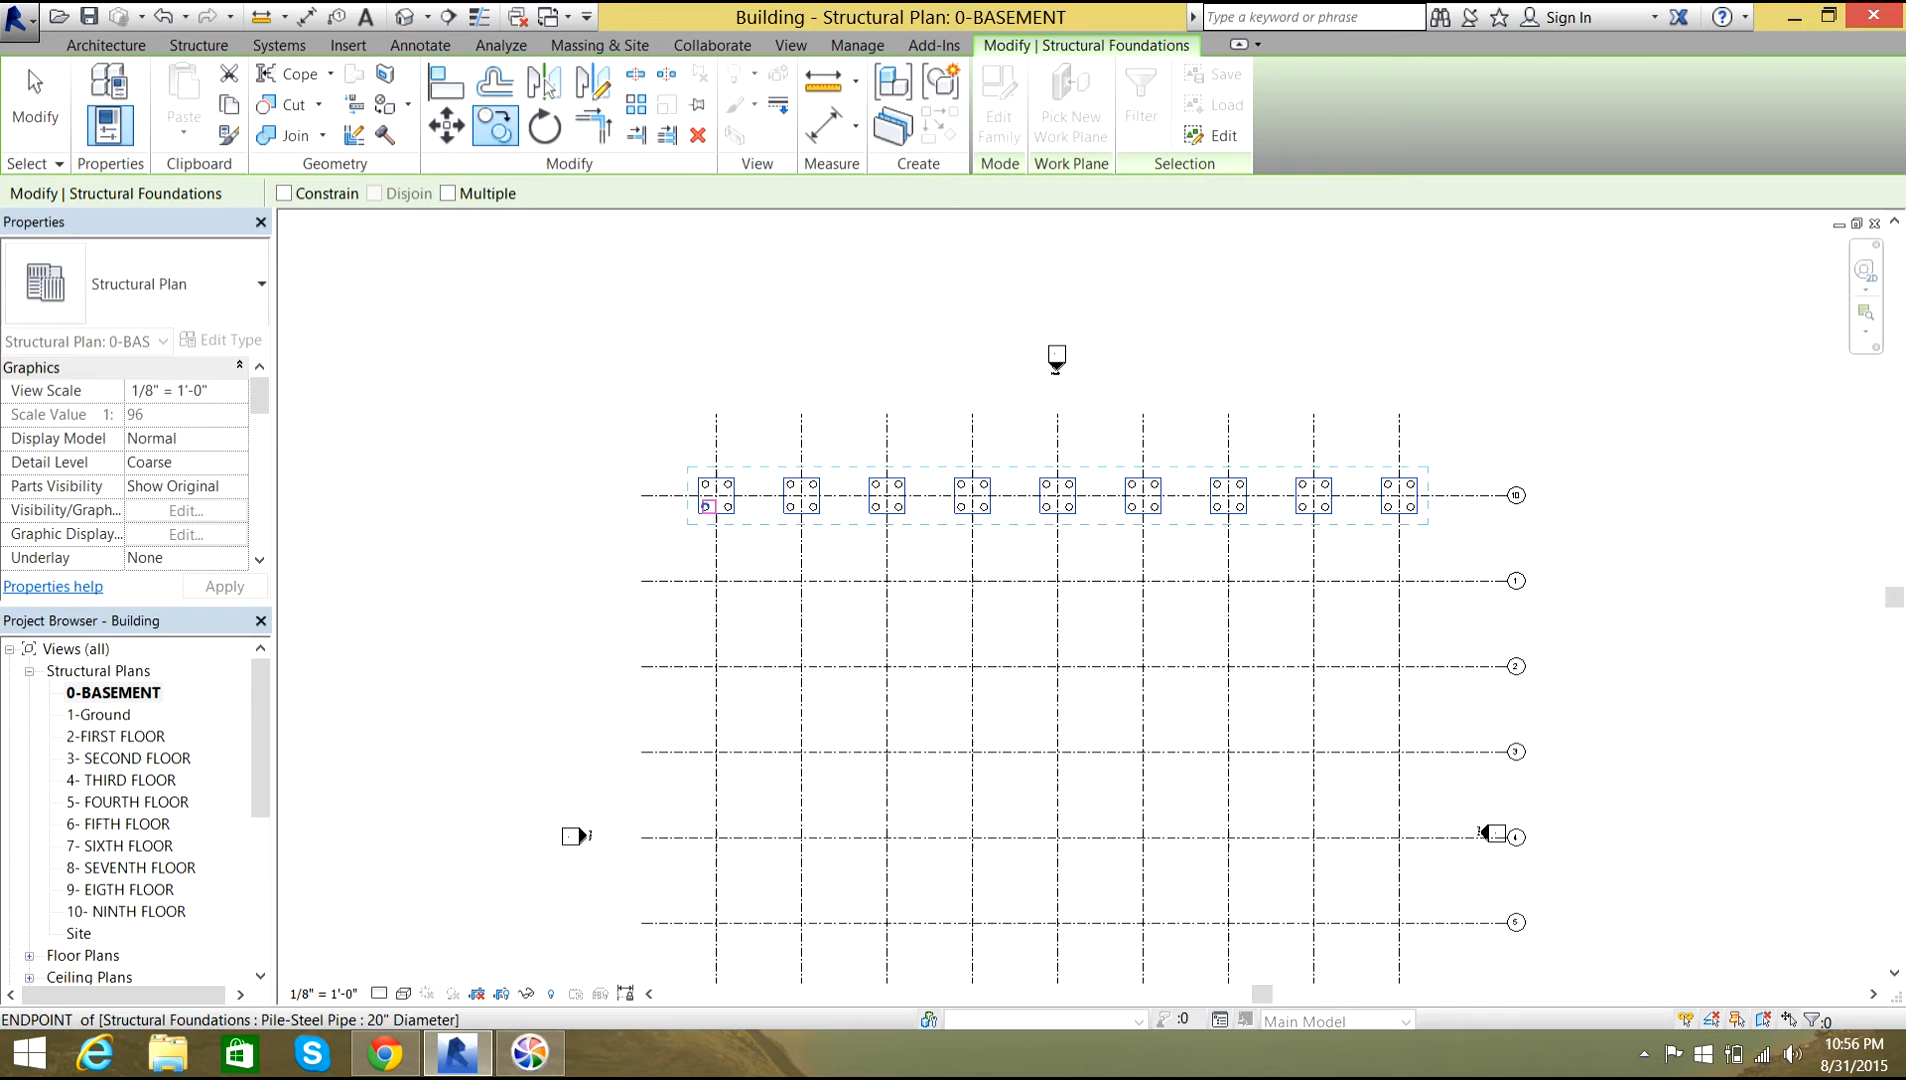 Building - Structural Plan: 0-BASEMENT
Type a keyword or phrase
Sign In
Architecture Structure Systems Insert Annotate Analyze Massing & Site Collaborate View Manage Add-Ins Modify | Structural Foundations
Modify
Paste
Cope
Cut
Join
Edit Family
Pick New Work Plane
Filter
Save
Load
Edit
Select Properties Clipboard Geometry Modify View Measure Create Mode Work Plane Selection
Modify | Structural Foundations
Constrain Disjoin Multiple
Properties
Structural Plan
Structural Plan: 0-BAS Edit Type
Graphics
View Scale 1/8" = 1'-0"
Scale Value 1: 96
Display Model Normal
Detail Level Coarse
Parts Visibility Show Original
Visibility/Graph... Edit...
Graphic Display... Edit...
Underlay None
Properties help Apply
Project Browser - Building
Views (all)
Structural Plans
0-BASEMENT
1-Ground
2-FIRST FLOOR
3- SECOND FLOOR
4- THIRD FLOOR
5- FOURTH FLOOR
6- FIFTH FLOOR
7- SIXTH FLOOR
8- SEVENTH FLOOR
9- EIGTH FLOOR
10- NINTH FLOOR
Site
Floor Plans
Ceiling Plans
2D
10
1
2
3
4
5
1/8" = 1'-0"
ENDPOINT of [Structural Foundations : Pile-Steel Pipe : 20" Diameter]
:0
Main Model
:0
10:56 PM
8/31/2015